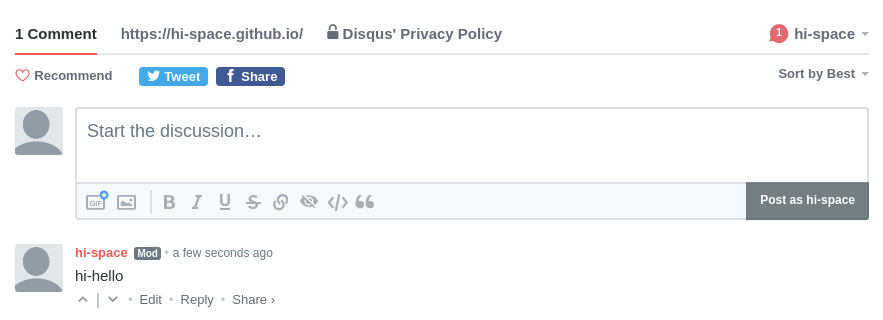 1 Comment https://hi-space.github.io/ Disqus' Privacy Policy 1 hi-space
Recommend Tweet Share Sort by Best
Start the discussion…
GIF B I U S </> Post as hi-space
hi-space Mod • a few seconds ago
hi-hello
• Edit • Reply • Share ›